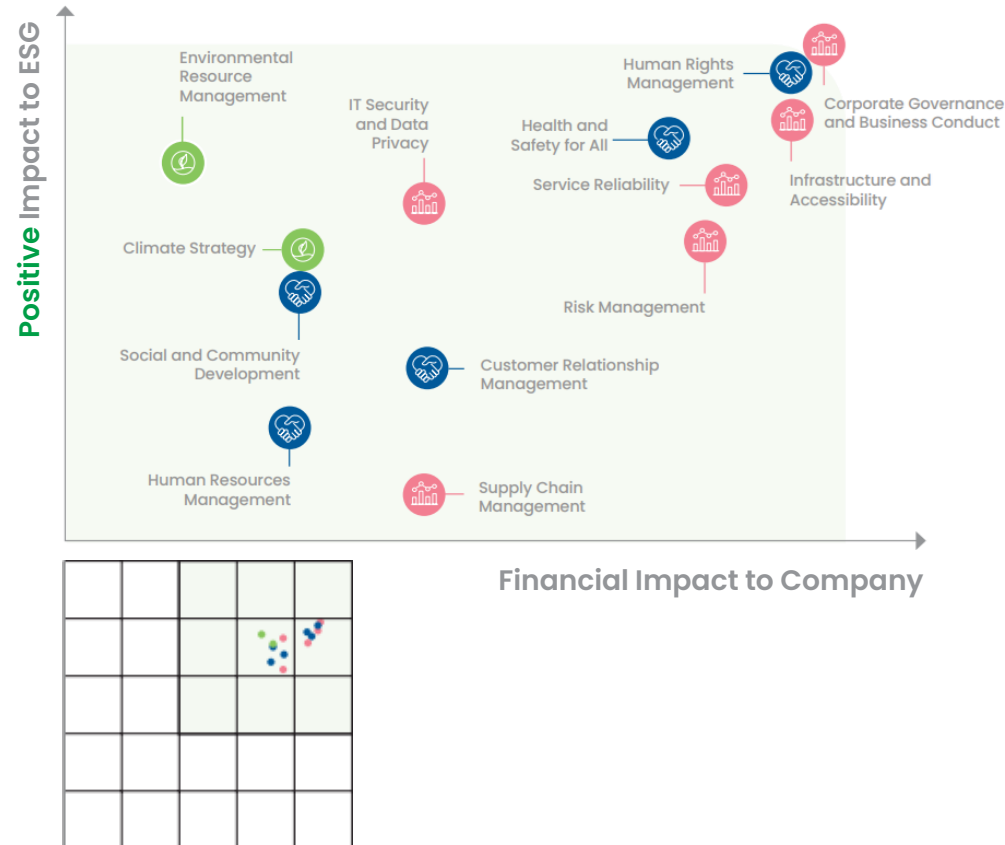 Positive Impact to ESG
Environmental
Resource
Management
IT Security
and Data
Privacy
Human Rights
Management
Corporate Governance
and Business Conduct
Health and
Safety for All
Service Reliability
Infrastructure and
Accessibility
Climate Strategy
Risk Management
Social and Community
Development
Customer Relationship
Management
Human Resources
Management
Supply Chain
Management
Financial Impact to Company